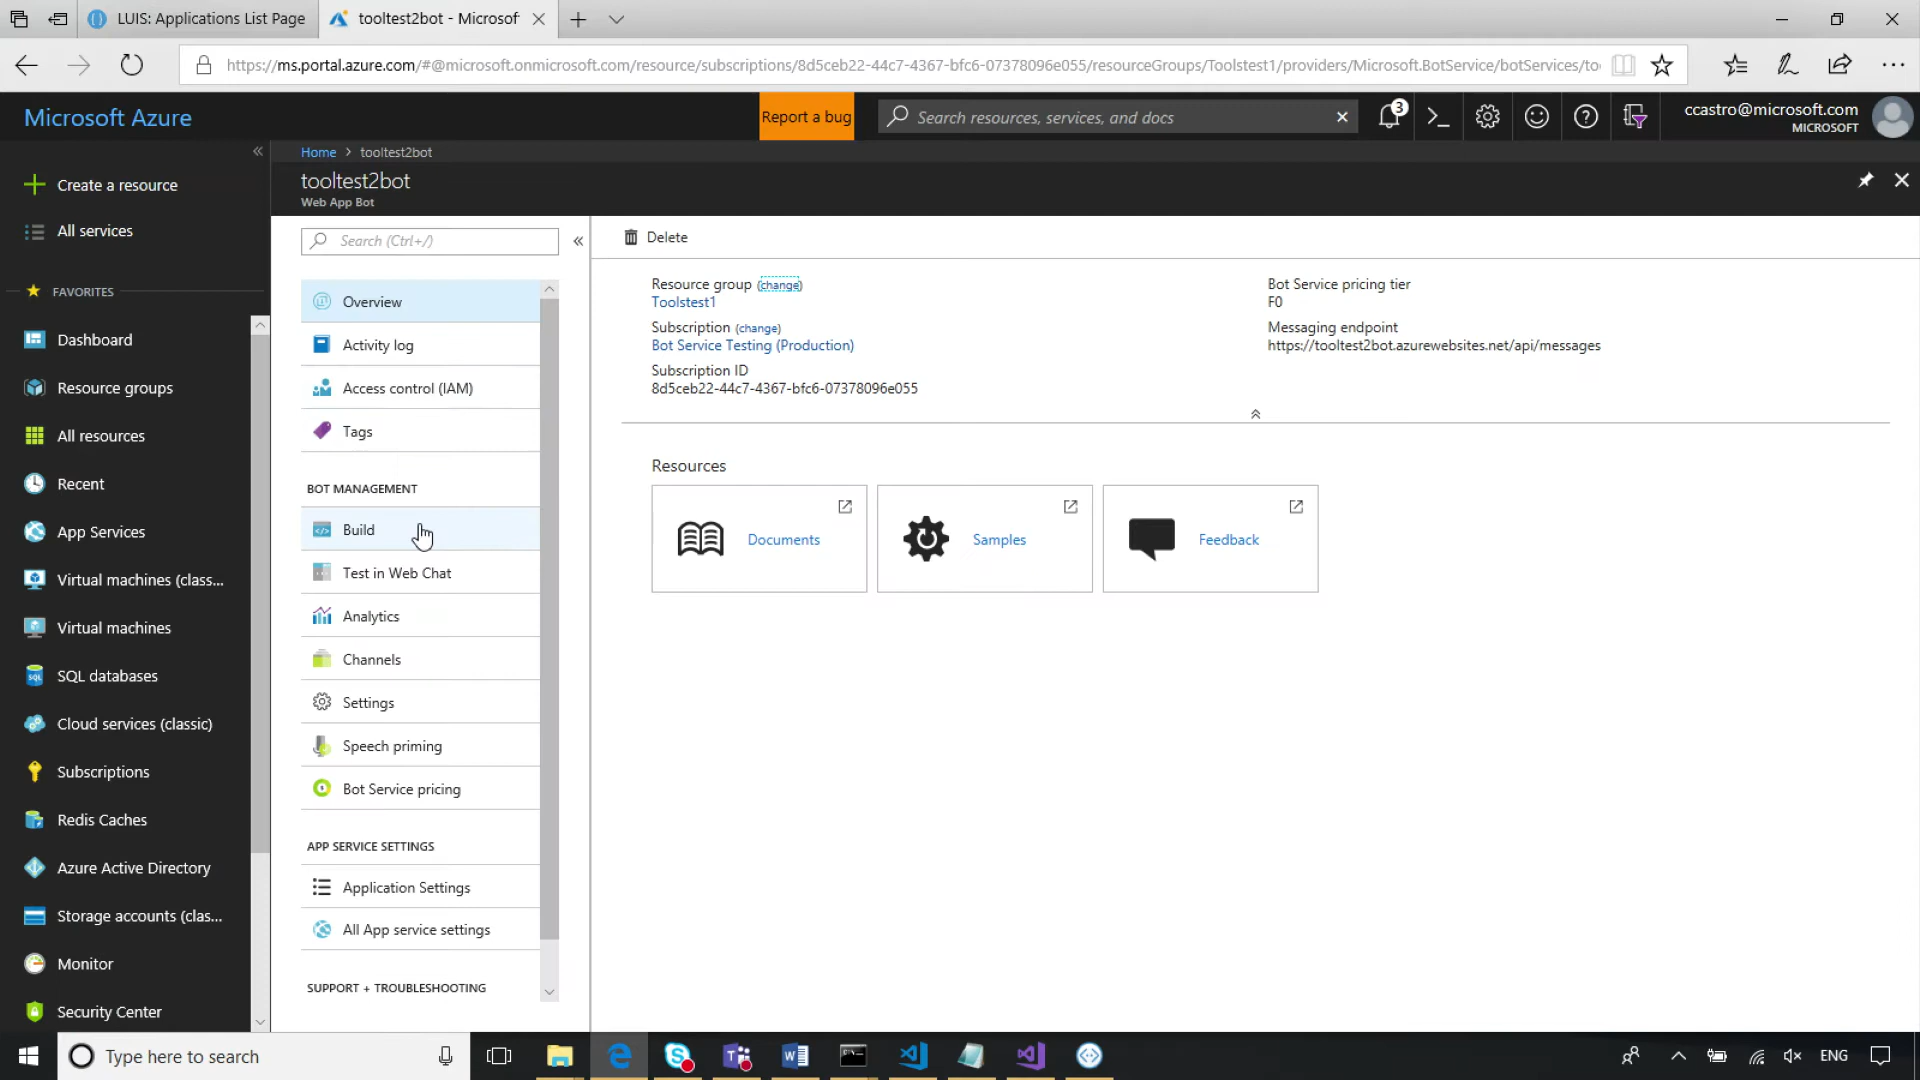 LUIS: Applications List Page
tooltest2bot - Microsof
https://ms.portal.azure.com/#@microsoft.onmicrosoft.com/resource/subscriptions/8d5ceb22-44c7-4367-bfc6-07378096e055/resourceGroups/Toolstest1/providers/Microsoft.BotService/botServices/to
Microsoft Azure
Report a bug
Search resources, services, and docs
3
ccastro@microsoft.com
MICROSOFT
Create a resource
All services
FAVORITES
Dashboard
Resource groups
All resources
Recent
App Services
Virtual machines (class...
Virtual machines
SQL databases
Cloud services (classic)
Subscriptions
Redis Caches
Azure Active Directory
Storage accounts (clas...
Monitor
Security Center
Home > tooltest2bot
tooltest2bot
Web App Bot
Search (Ctrl+/)
Overview
Activity log
Access control (IAM)
Tags
BOT MANAGEMENT
Build
Test in Web Chat
Analytics
Channels
Settings
Speech priming
Bot Service pricing
APP SERVICE SETTINGS
Application Settings
All App service settings
SUPPORT + TROUBLESHOOTING
Delete
Resource group (change)
Toolstest1
Subscription (change)
Bot Service Testing (Production)
Subscription ID
8d5ceb22-44c7-4367-bfc6-07378096e055
Bot Service pricing tier
F0
Messaging endpoint
https://tooltest2bot.azurewebsites.net/api/messages
Resources
Documents
Samples
Feedback
Type here to search
ENG